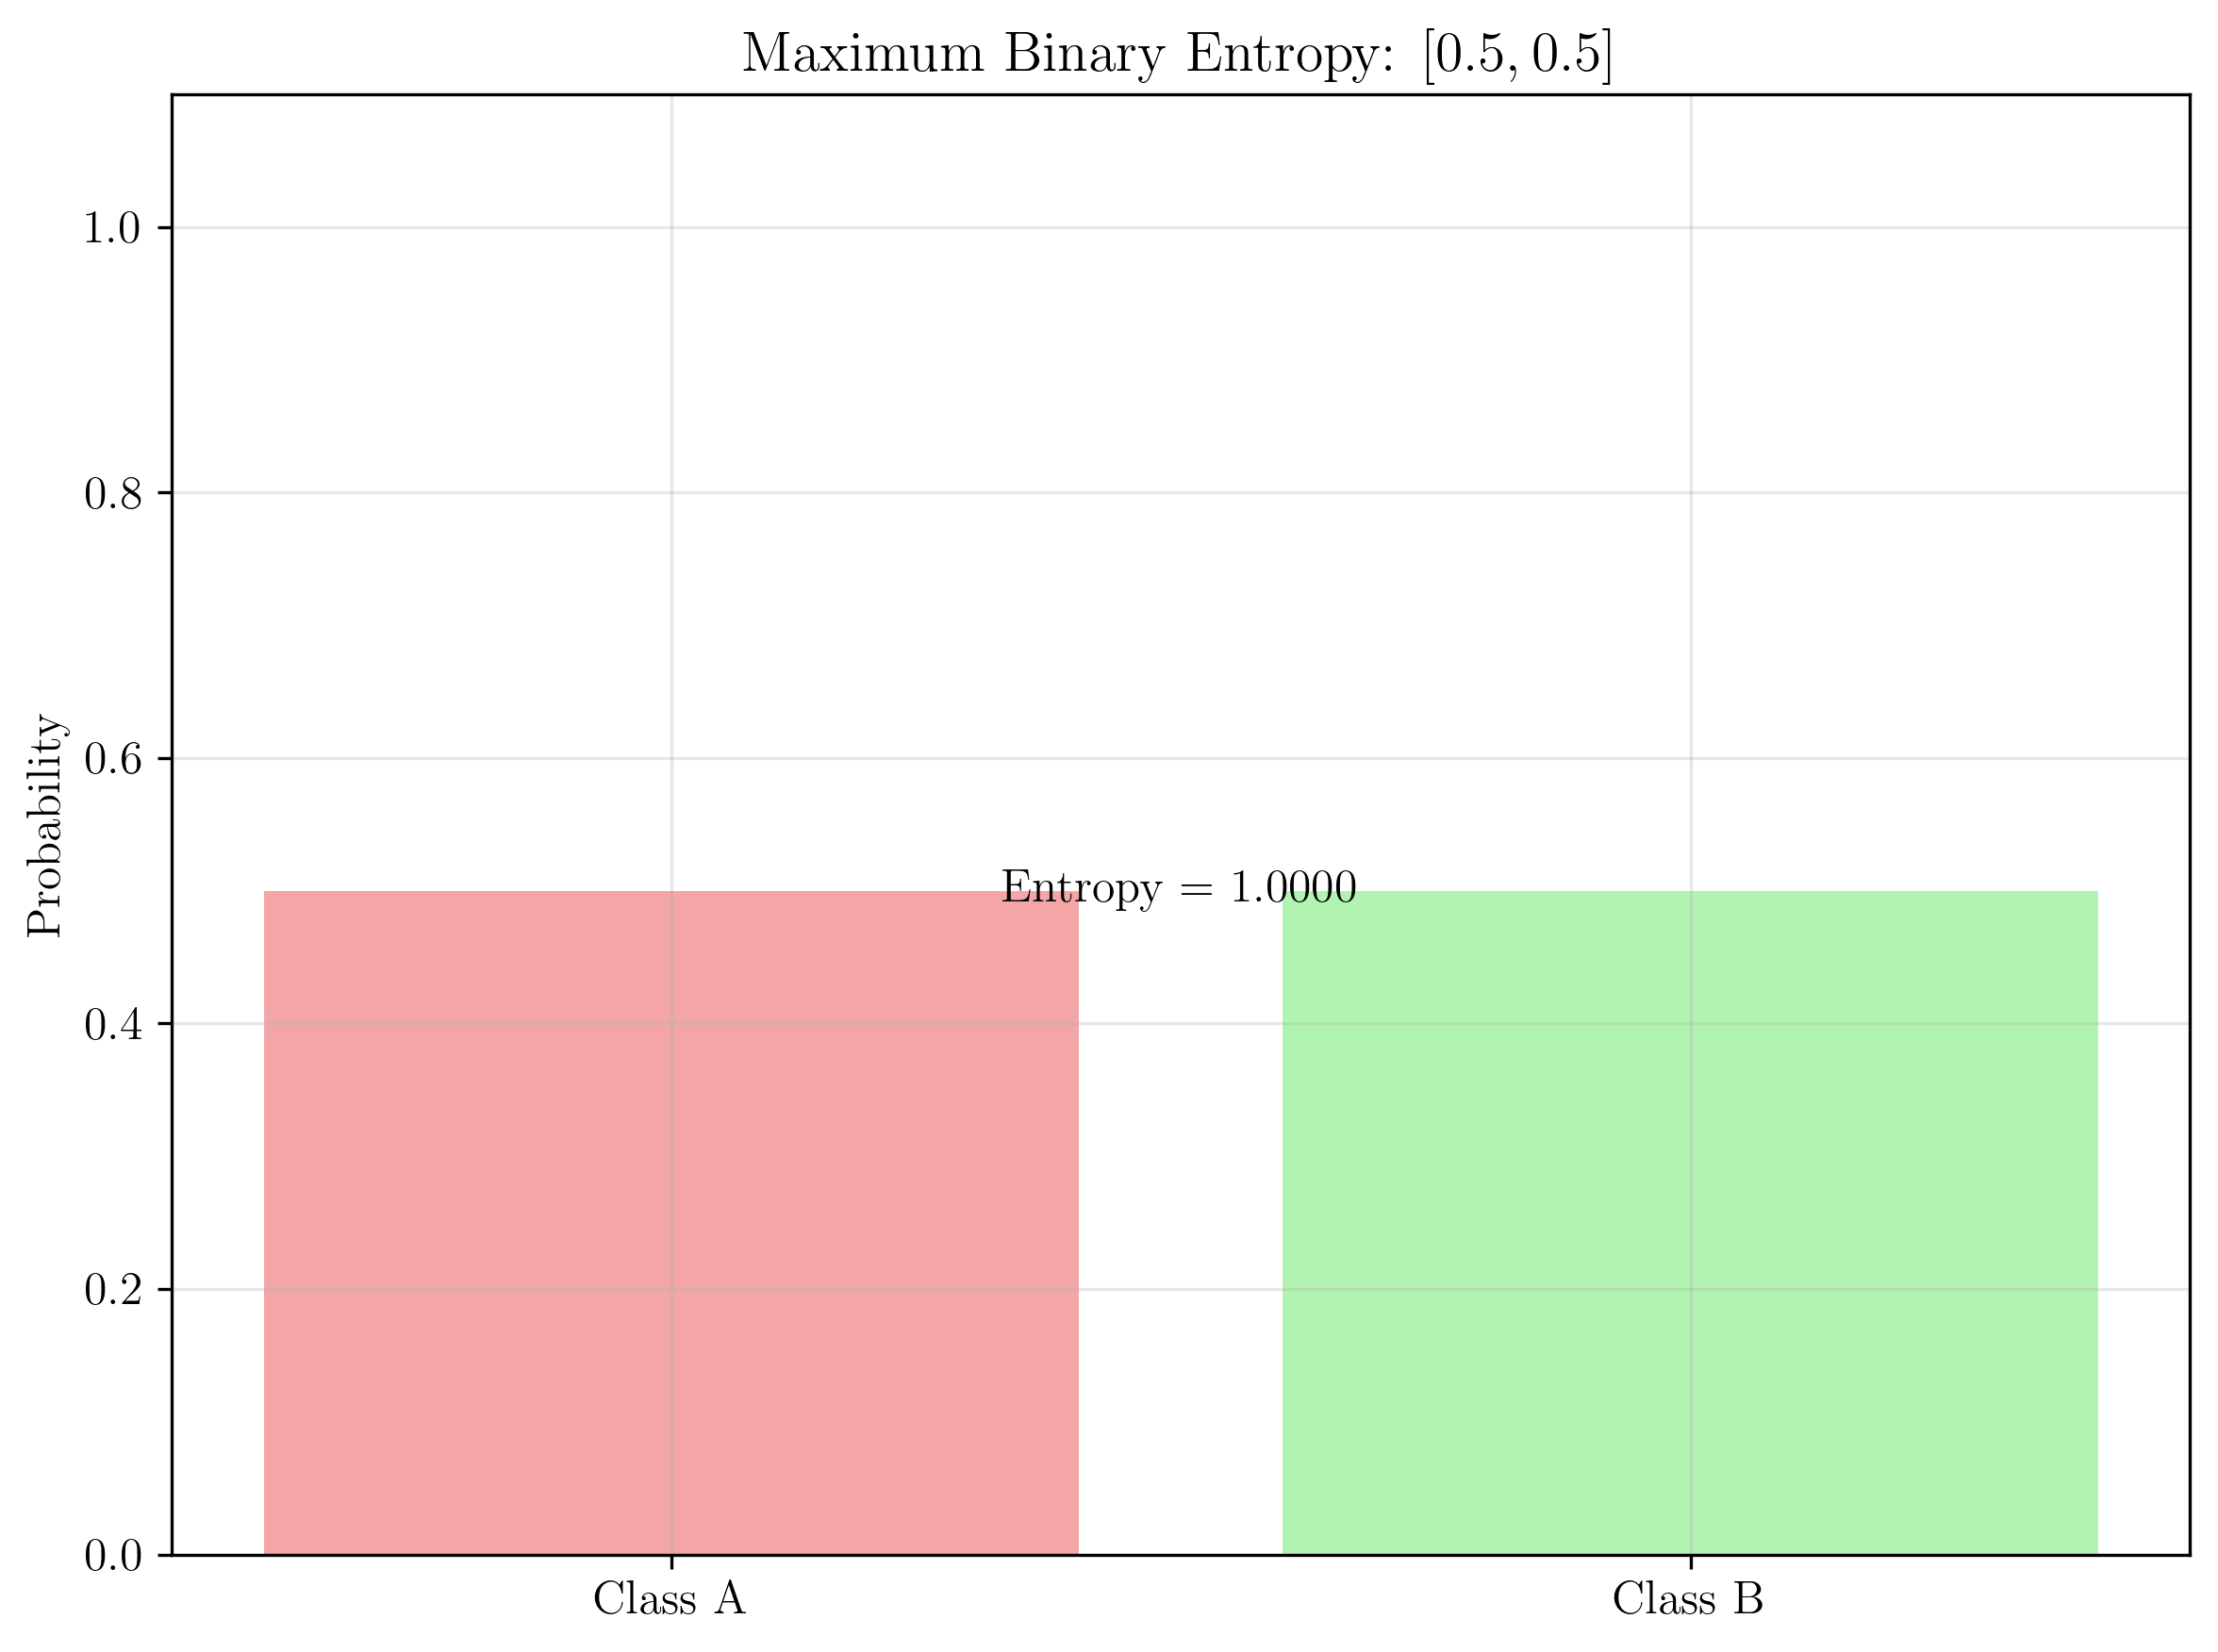 Maximum Binary Entropy: [0.5, 0.5]
Probability
1.0
0.8
0.6
Entropy = 1.0000
0.4
0.2
0.0
Class A
Class B